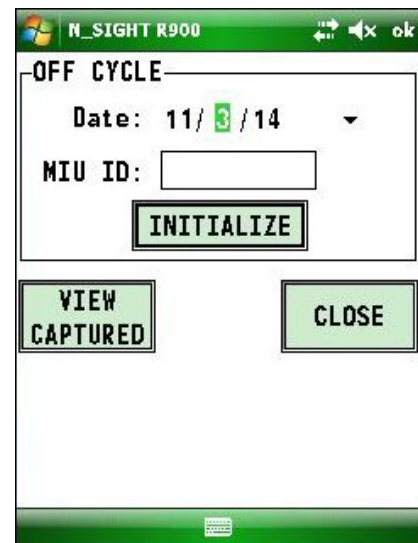 N_SIGHT R900 ok
OFF CYCLE
Date: 11/ 3 /14
MIU ID:
INITIALIZE
VIEW
CAPTURED
CLOSE